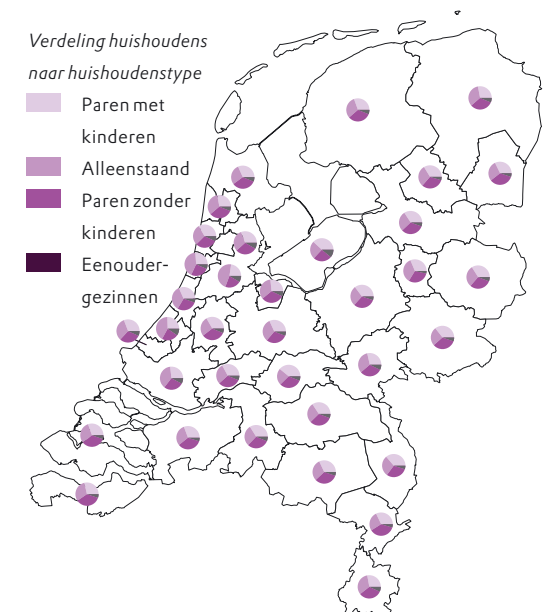 Verdeling huishoudens
naar huishoudenstype
Paren met
kinderen
Alleenstaand
Paren zonder
kinderen
Eenouder-
gezinnen